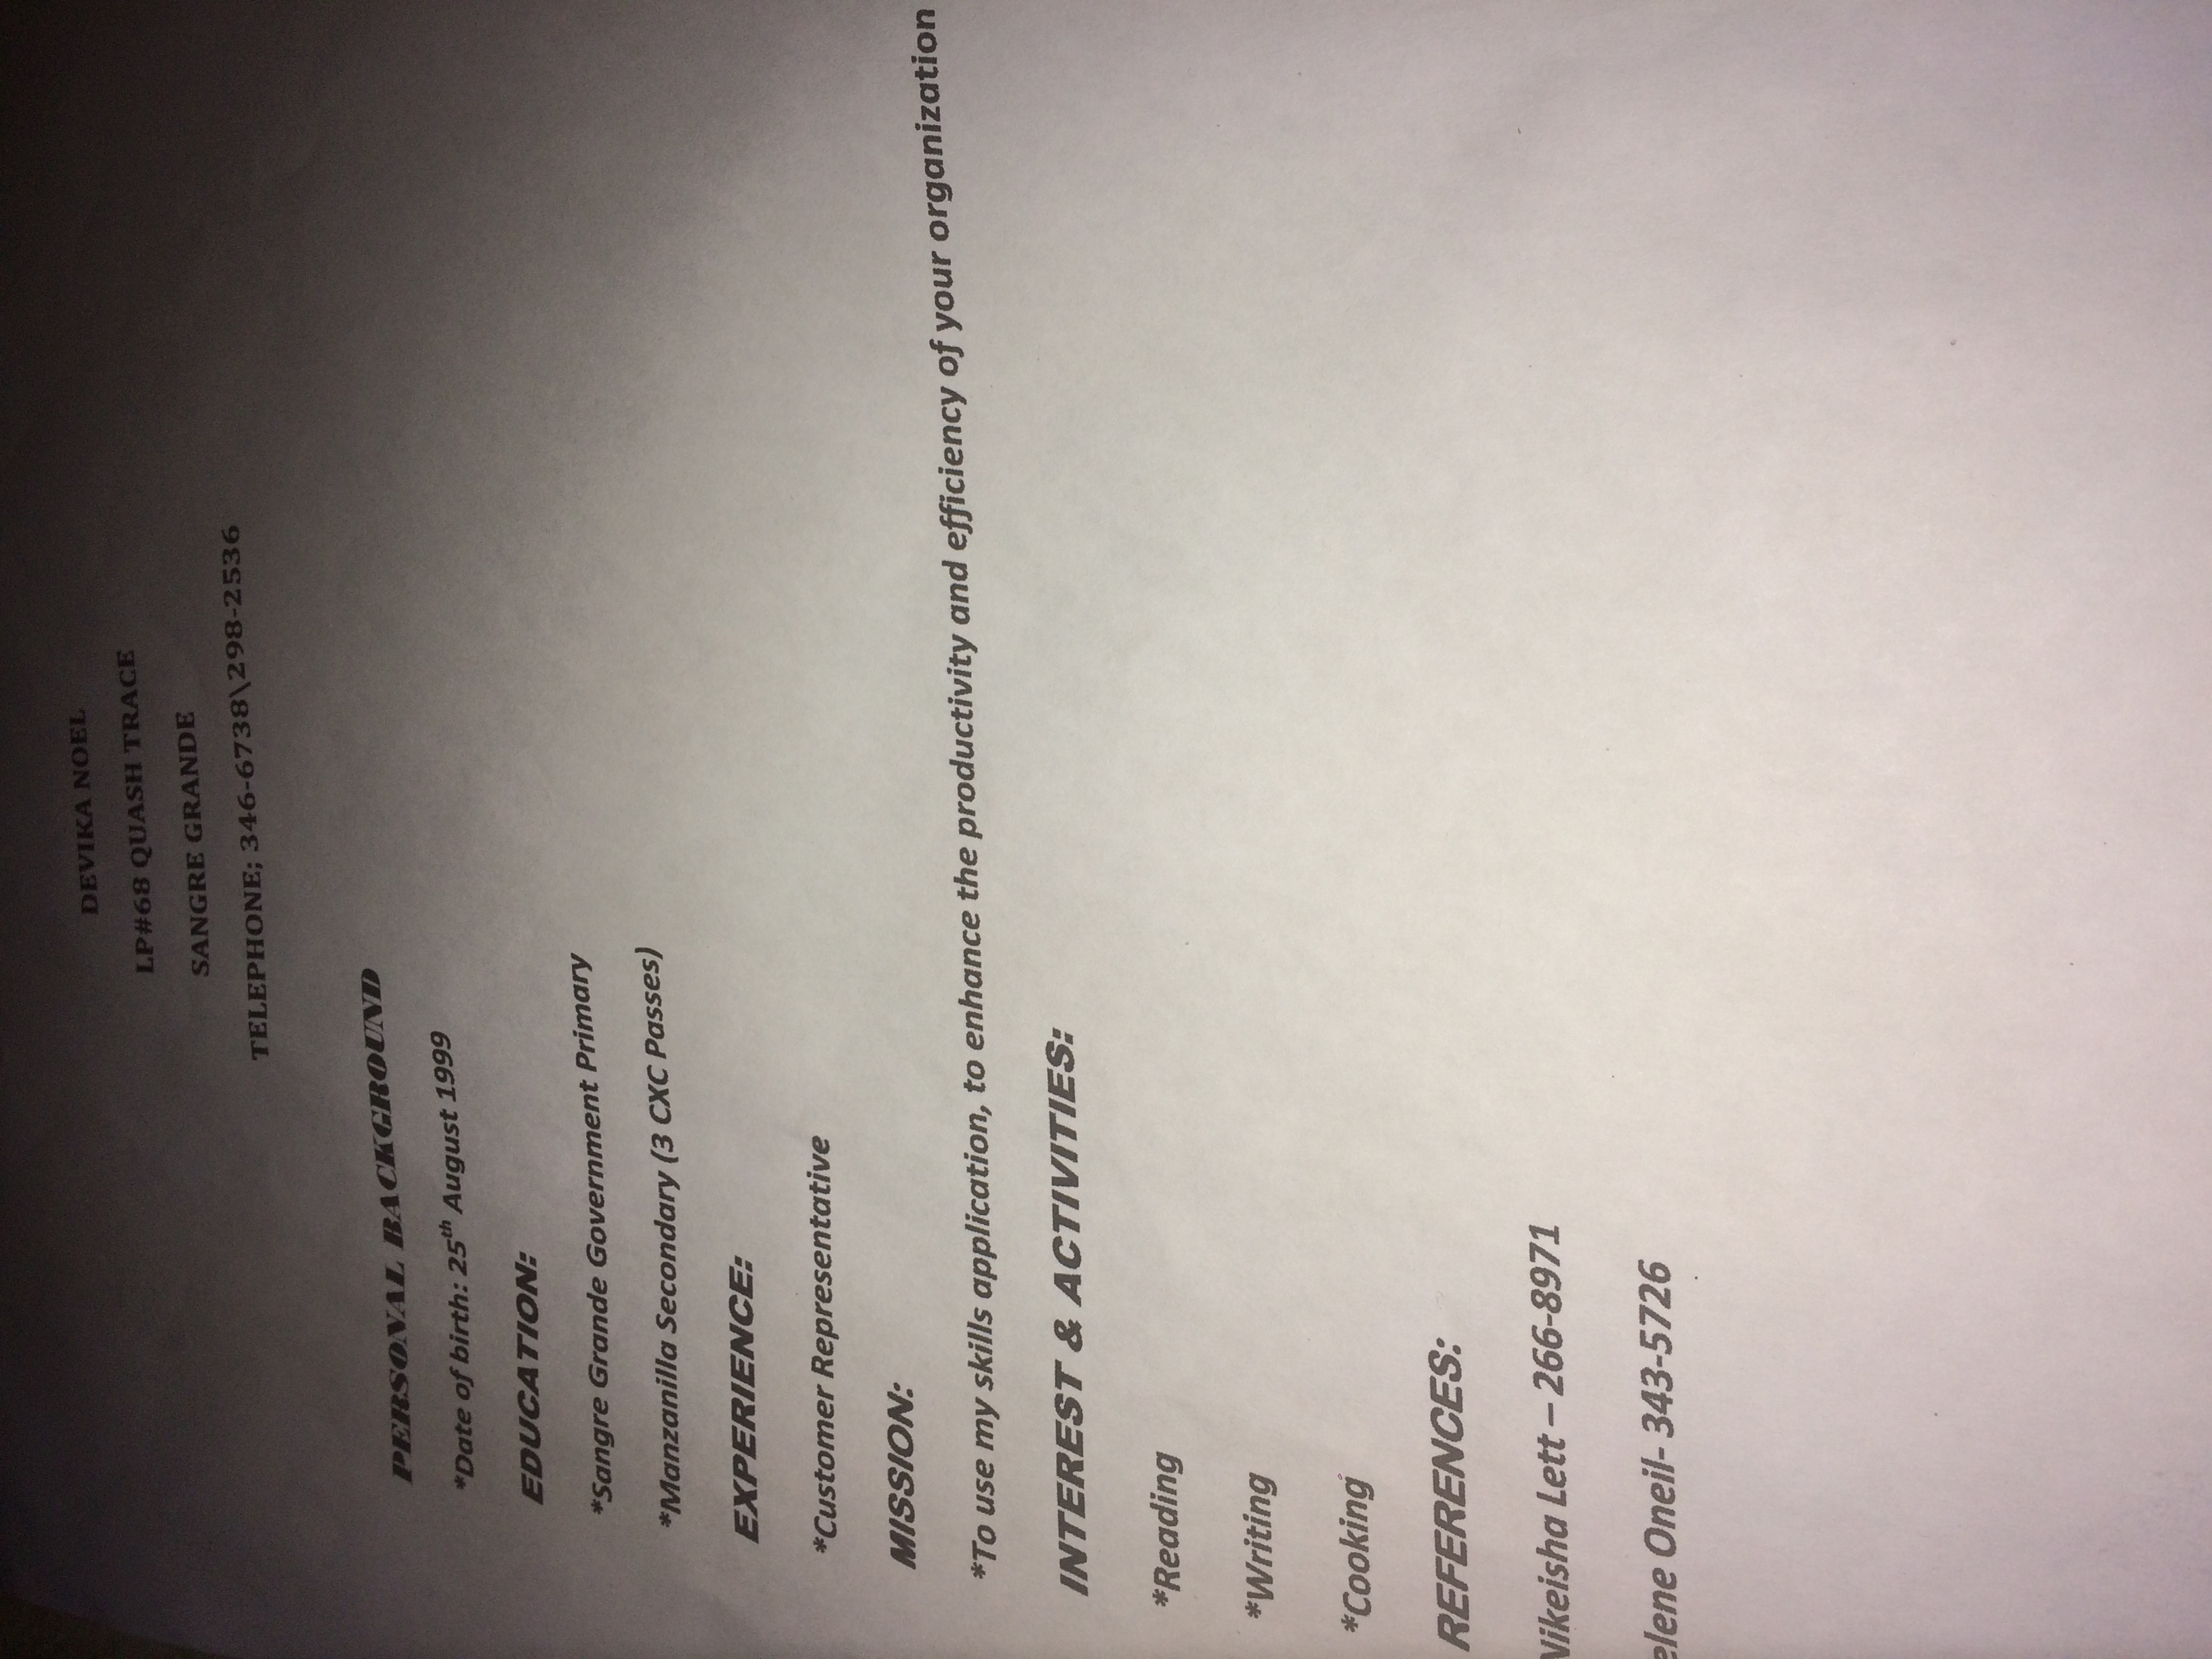 DEVIKA NOEL
LP#68 QUASH TRACE
SANGRE GRANDE
TELEPHONE; 346-6738\298-2536
PERSONAL BACKGROUND
*Date of birth: 25th August 1999
EDUCATION:
*Sangre Grande Government Primary
*Manzanilla Secondary (3 CXC Passes)
EXPERIENCE:
*Customer Representative
MISSION:
*To use my skills application, to enhance the productivity and efficiency of your organization
INTEREST & ACTIVITIES:
*Reading
*Writing
*Cooking
REFERENCES:
Nikeisha Lett – 266-8971
elene Oneil- 343-5726